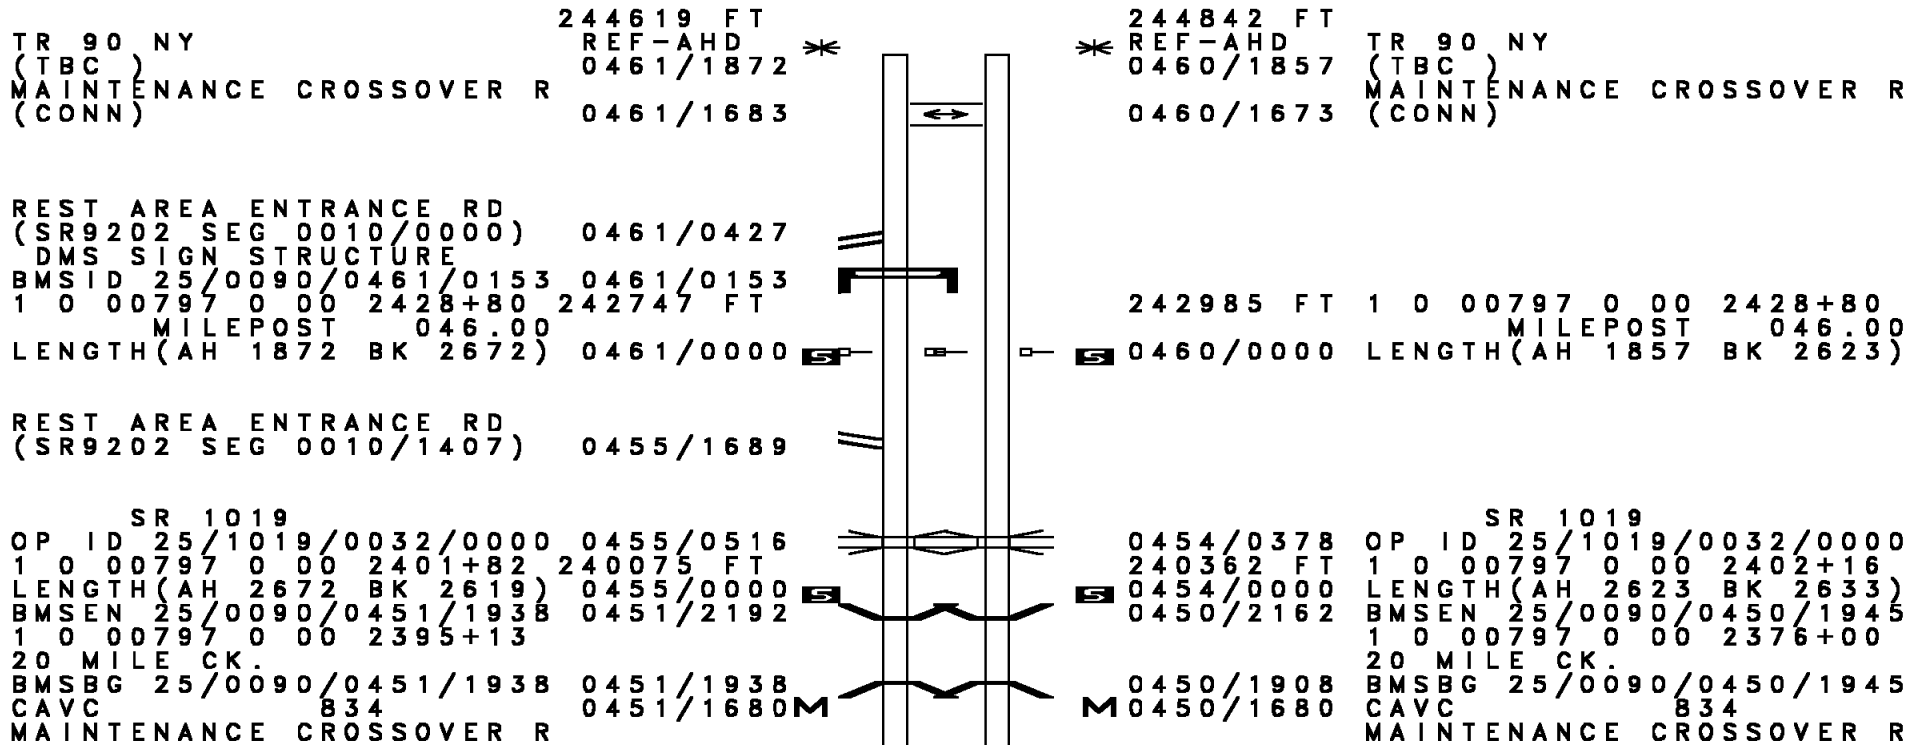 244619 FT 244842 FT
TR 90 NY REF-AHD REF-AHD TR 90 NY
(TBC ) 0461/1872 0460/1857 (TBC )
MAINTENANCE CROSSOVER R MAINTENANCE CROSSOVER R
(CONN) 0461/1683 0460/1673 (CONN)
REST AREA ENTRANCE RD
(SR9202 SEG 0010/0000) 0461/0427
DMS SIGN STRUCTURE
BMSID 25/0090/0461/0153 0461/0153
1 0 00797 0 00 2428+80 242747 FT 242985 FT 1 0 00797 0 00 2428+80
MILEPOST 046.00 MILEPOST 046.00
LENGTH(AH 1872 BK 2672) 0461/0000 S S 0460/0000 LENGTH(AH 1857 BK 2623)
REST AREA ENTRANCE RD
(SR9202 SEG 0010/1407) 0455/1689
SR 1019 SR 1019
OP ID 25/1019/0032/0000 0455/0516 0454/0378 OP ID 25/1019/0032/0000
1 0 00797 0 00 2401+82 240075 FT 240362 FT 1 0 00797 0 00 2402+16
LENGTH(AH 2672 BK 2619) 0455/0000 S S 0454/0000 LENGTH(AH 2623 BK 2633)
BMSEN 25/0090/0451/1938 0451/2192 0450/2162 BMSEN 25/0090/0450/1945
1 0 00797 0 00 2395+13 1 0 00797 0 00 2376+00
20 MILE CK. 20 MILE CK.
BMSBG 25/0090/0451/1938 0451/1938 0450/1908 BMSBG 25/0090/0450/1945
CAVC 834 0451/1680 M M 0450/1680 CAVC 834
MAINTENANCE CROSSOVER R MAINTENANCE CROSSOVER R